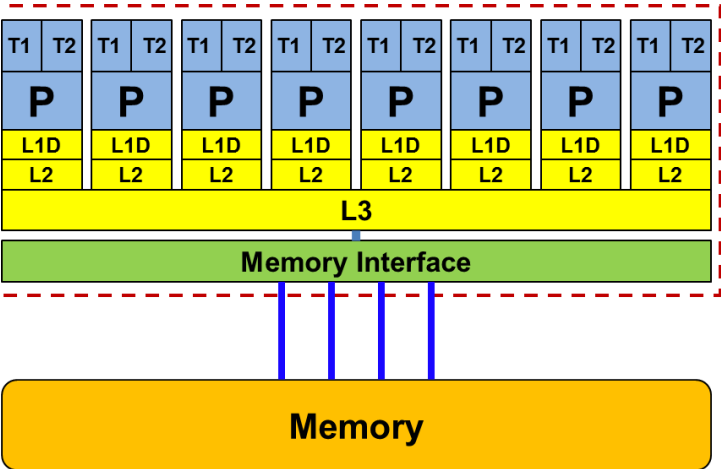 T1 T2 T1 T2 T1 T2 T1 T2 T1 T2 T1 T2 T1 T2 T1 T2
P P P P P P P P
L1D L1D L1D L1D L1D L1D L1D L1D
L2 L2 L2 L2 L2 L2 L2 L2
L3
Memory Interface
Memory